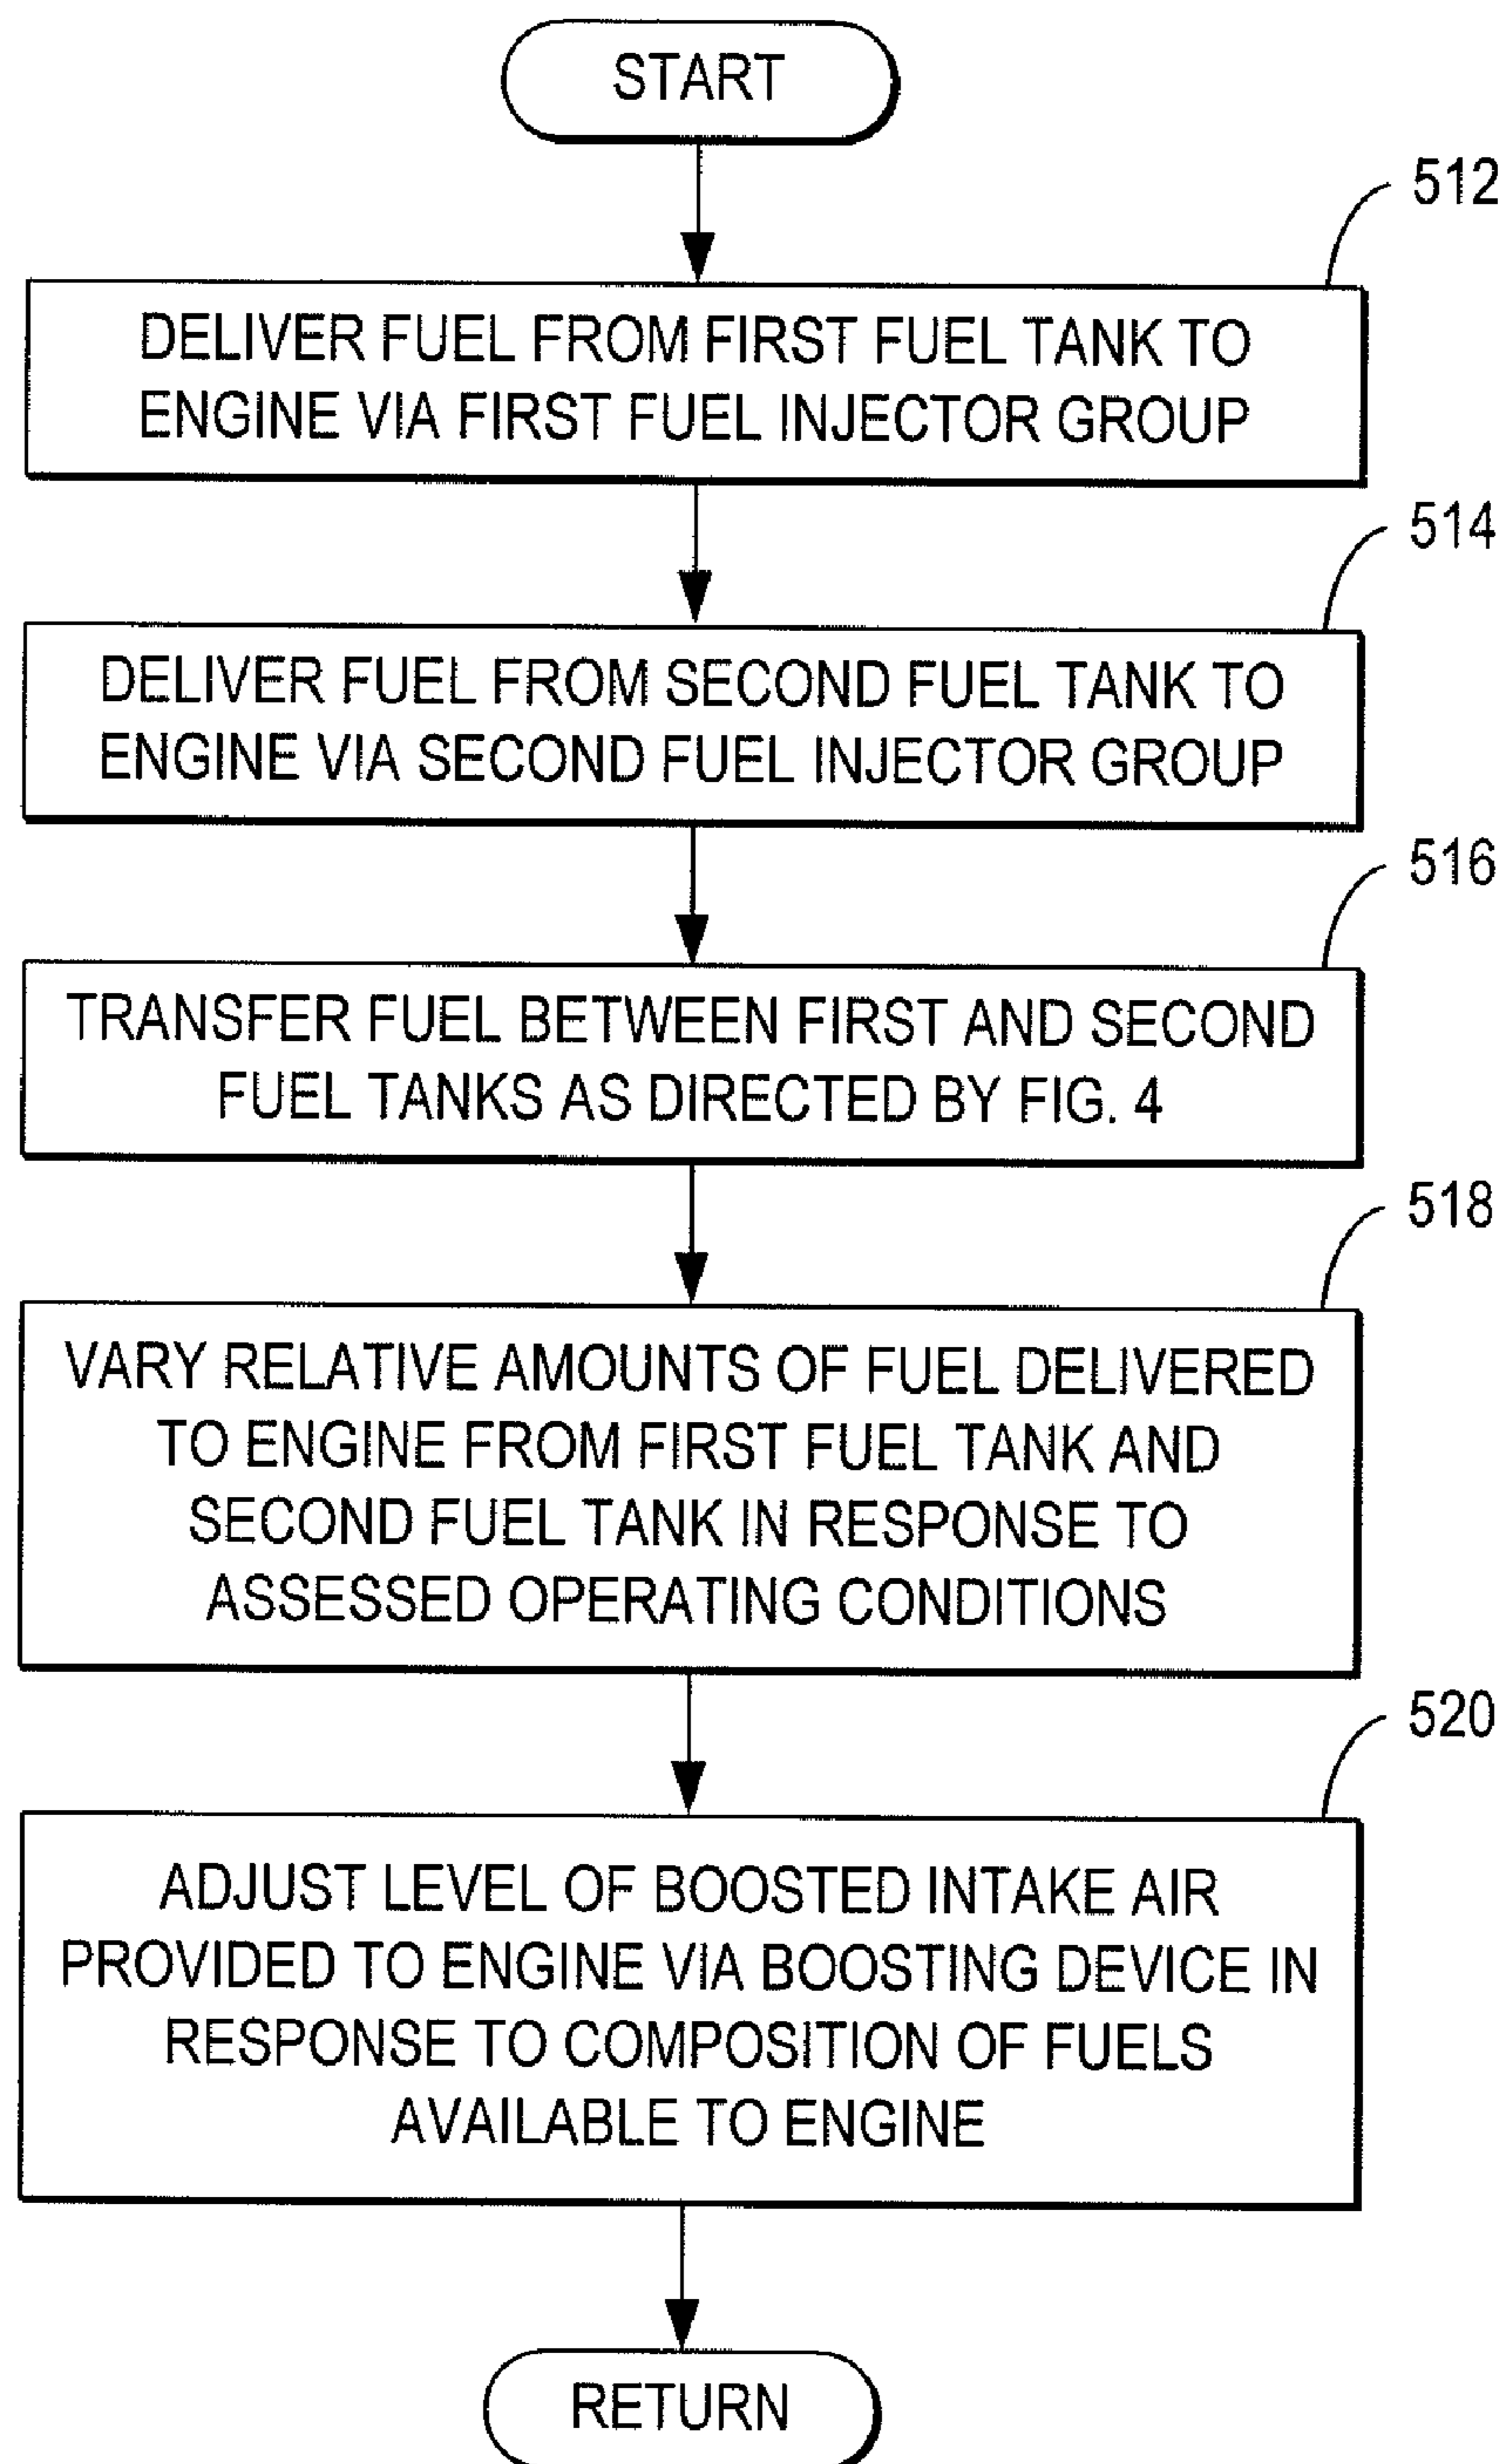 START
512
DELIVER FUEL FROM FIRST FUEL TANK TO
ENGINE VIA FIRST FUEL INJECTOR GROUP
514
DELIVER FUEL FROM SECOND FUEL TANK TO
ENGINE VIA SECOND FUEL INJECTOR GROUP
516
TRANSFER FUEL BETWEEN FIRST AND SECOND
FUEL TANKS AS DIRECTED BY FIG. 4
518
VARY RELATIVE AMOUNTS OF FUEL DELIVERED
TO ENGINE FROM FIRST FUEL TANK AND
SECOND FUEL TANK IN RESPONSE TO
ASSESSED OPERATING CONDITIONS
520
ADJUST LEVEL OF BOOSTED INTAKE AIR
PROVIDED TO ENGINE VIA BOOSTING DEVICE IN
RESPONSE TO COMPOSITION OF FUELS
AVAILABLE TO ENGINE
RETURN